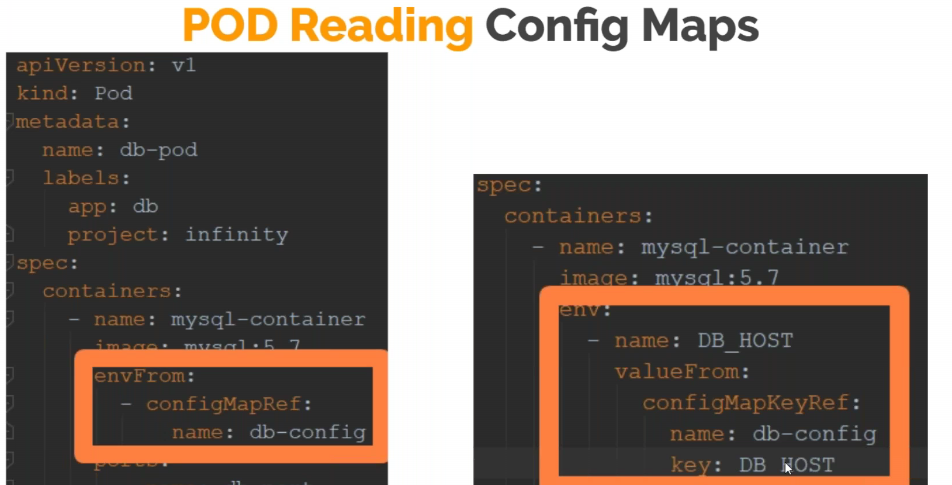 POD Reading Config Maps
apiVersion: v1
kind: Pod
metadata:
name: db-pod
labels:
app: db
project: infinity
spec:
containers:
- name: mysql-container
image: mysql:5.7
envFrom:
- configMapRef:
name: db-config
ports:
spec:
containers:
- name: mysql-container
image: mysql:5.7
env:
- name: DB_HOST
valueFrom:
configMapKeyRef:
name: db-config
key: DB_HOST